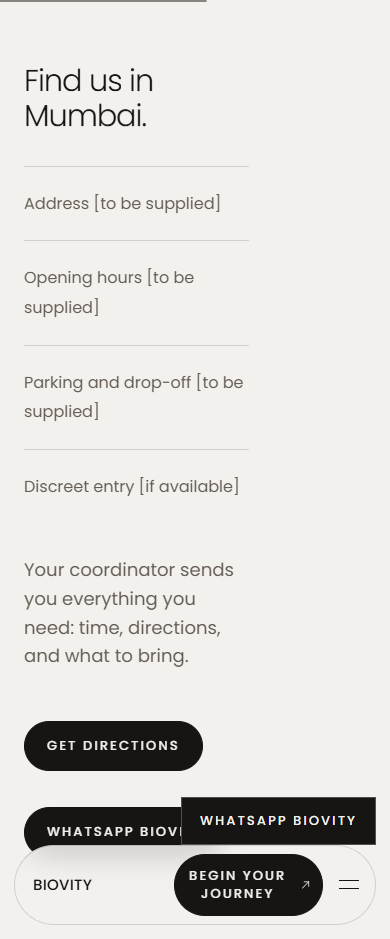 Find us in
Mumbai.
Address [to be supplied]
Opening hours [to be
supplied]
Parking and drop-off [to be
supplied]
Discreet entry [if available]
Your coordinator sends
you everything you
need: time, directions,
and what to bring.
GET DIRECTIONS
WHATSAPP BIOVI
WHATSAPP BIOVITY
BIOVITY
BEGIN YOUR
JOURNEY